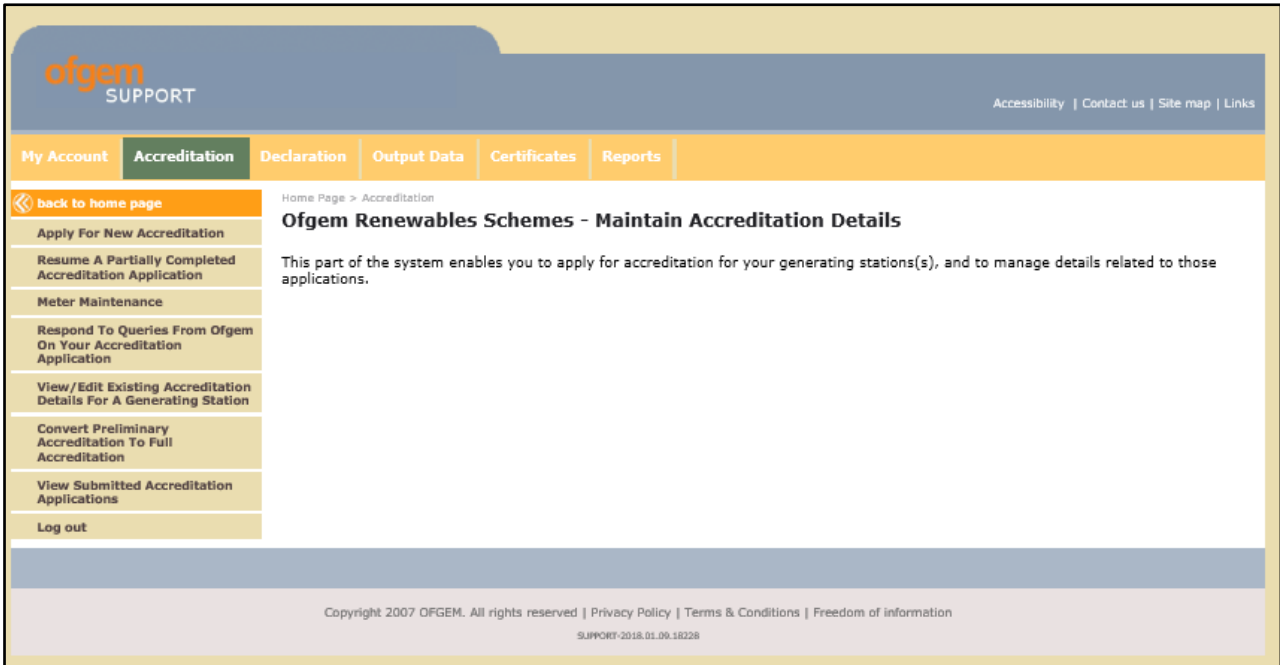 ofgem
SUPPORT
Accessibility | Contact us | Site map | Links
My Account Accreditation Declaration Output Data Certificates Reports
back to home page
Apply For New Accreditation
Resume A Partially Completed
Accreditation Application
Meter Maintenance
Respond To Queries From Ofgem
On Your Accreditation
Application
View/Edit Existing Accreditation
Details For A Generating Station
Convert Preliminary
Accreditation To Full
Accreditation
View Submitted Accreditation
Applications
Log out
Home Page > Accreditation
Ofgem Renewables Schemes - Maintain Accreditation Details
This part of the system enables you to apply for accreditation for your generating stations(s), and to manage details related to those
applications.
Copyright 2007 OFGEM. All rights reserved | Privacy Policy | Terms & Conditions | Freedom of information
SUPPORT-2018.01.09.18228